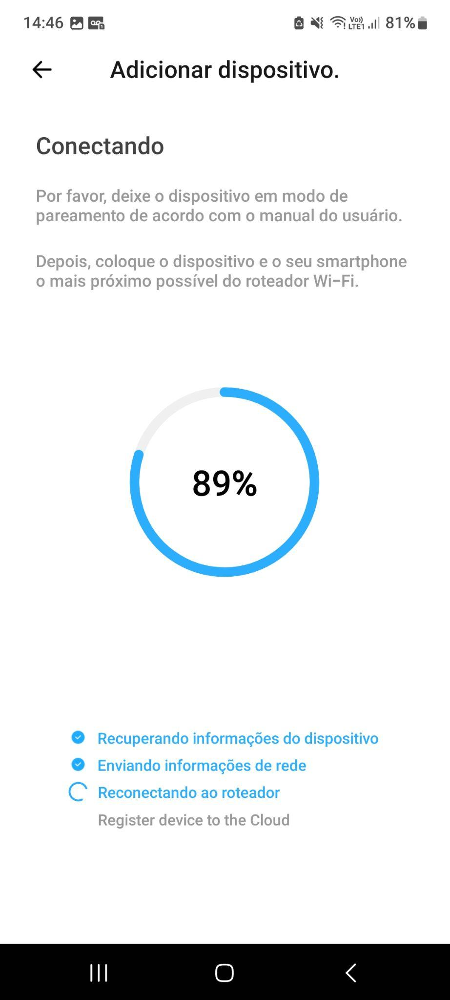 14:46
Vo)) LTE1 81%
Adicionar dispositivo.
Conectando
Por favor, deixe o dispositivo em modo de
pareamento de acordo com o manual do usuário.
Depois, coloque o dispositivo e o seu smartphone
o mais próximo possível do roteador Wi-Fi.
89%
Recuperando informações do dispositivo
Enviando informações de rede
Reconectando ao roteador
Register device to the Cloud